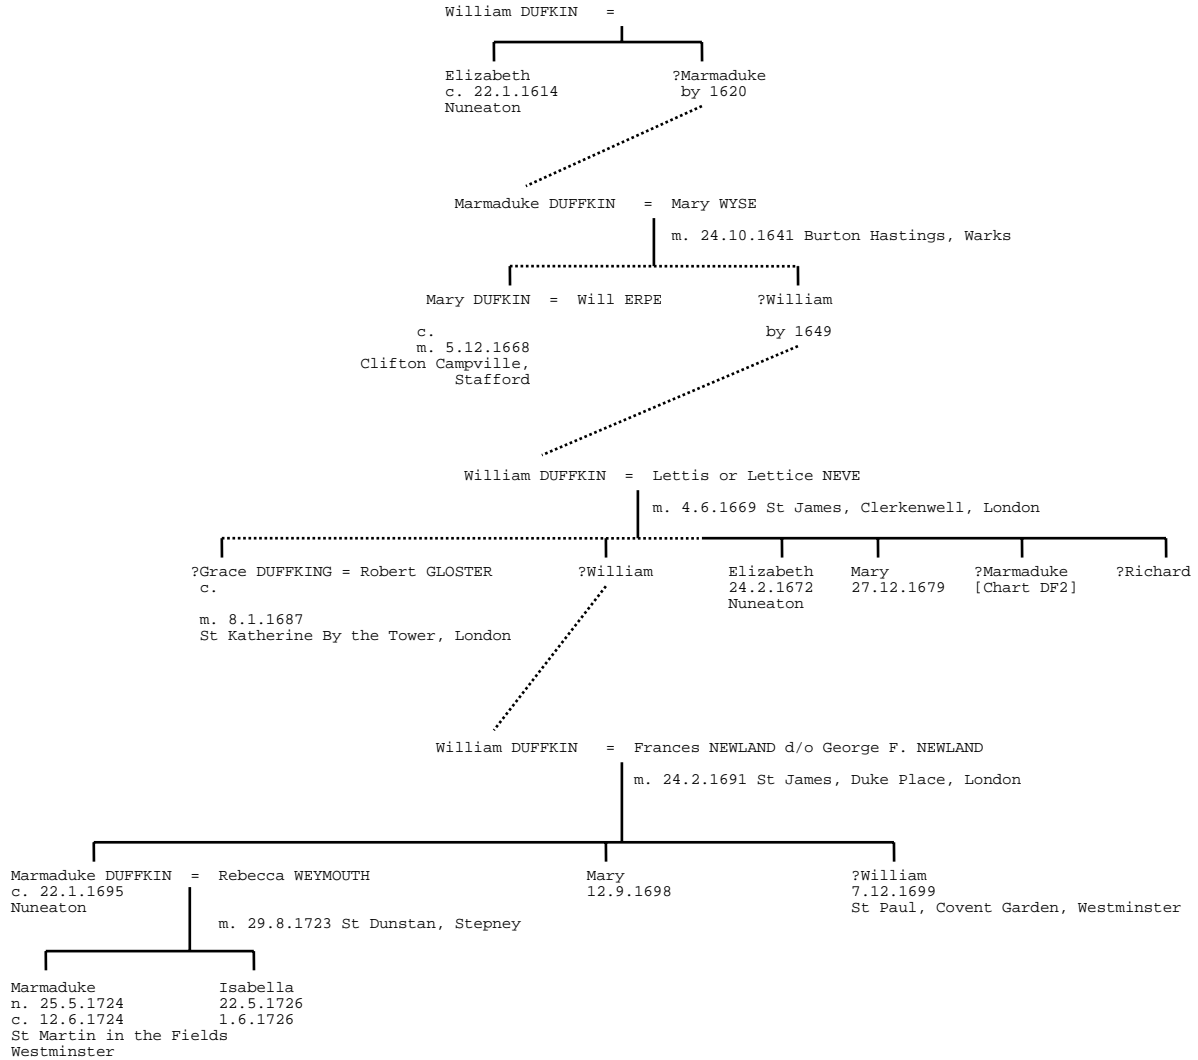 William DUFKIN =
Elizabeth ?Marmaduke
c. 22.1.1614 by 1620
Nuneaton
Marmaduke DUFFKIN = Mary WYSE
m. 24.10.1641 Burton Hastings, Warks
Mary DUFKIN = Will ERPE ?William
c. by 1649
m. 5.12.1668
Clifton Campville,
Stafford
William DUFFKIN = Lettis or Lettice NEVE
m. 4.6.1669 St James, Clerkenwell, London
?Grace DUFFKING = Robert GLOSTER ?William Elizabeth Mary ?Marmaduke ?Richard
c. 24.2.1672 27.12.1679 [Chart DF2]
Nuneaton
m. 8.1.1687
St Katherine By the Tower, London
William DUFFKIN = Frances NEWLAND d/o George F. NEWLAND
m. 24.2.1691 St James, Duke Place, London
Marmaduke DUFFKIN = Rebecca WEYMOUTH Mary ?William
c. 22.1.1695 12.9.1698 7.12.1699
Nuneaton St Paul, Covent Garden, Westminster
m. 29.8.1723 St Dunstan, Stepney
Marmaduke Isabella
n. 25.5.1724 22.5.1726
c. 12.6.1724 1.6.1726
St Martin in the Fields
Westminster